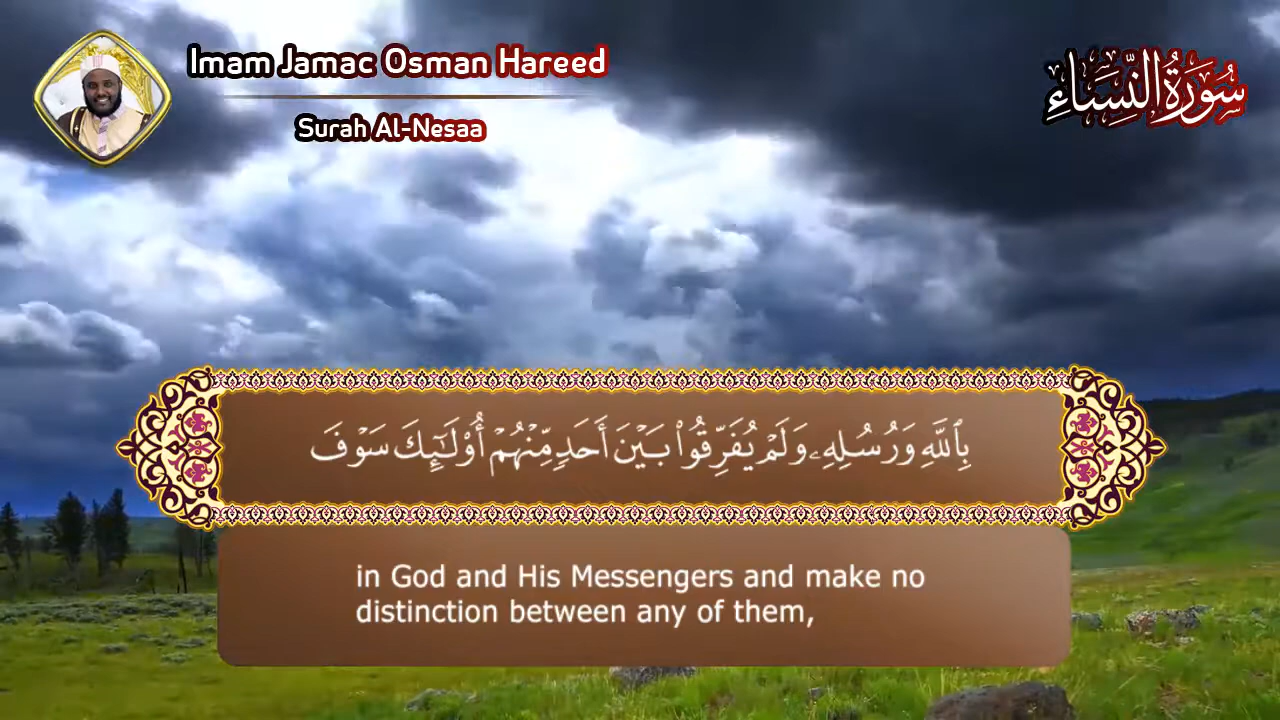 Imam Jamac Osman Hareed
Surah Al-Nesaa
سُورَةُ النِّسَاءِ
بِٱللَّهِ وَرُسُلِهِۦ وَلَمۡ يُفَرِّقُواْ بَيۡنَ أَحَدٖ مِّنۡهُمۡ أُوْلَـٰٓئِكَ سَوۡفَ
in God and His Messengers and make no
distinction between any of them,